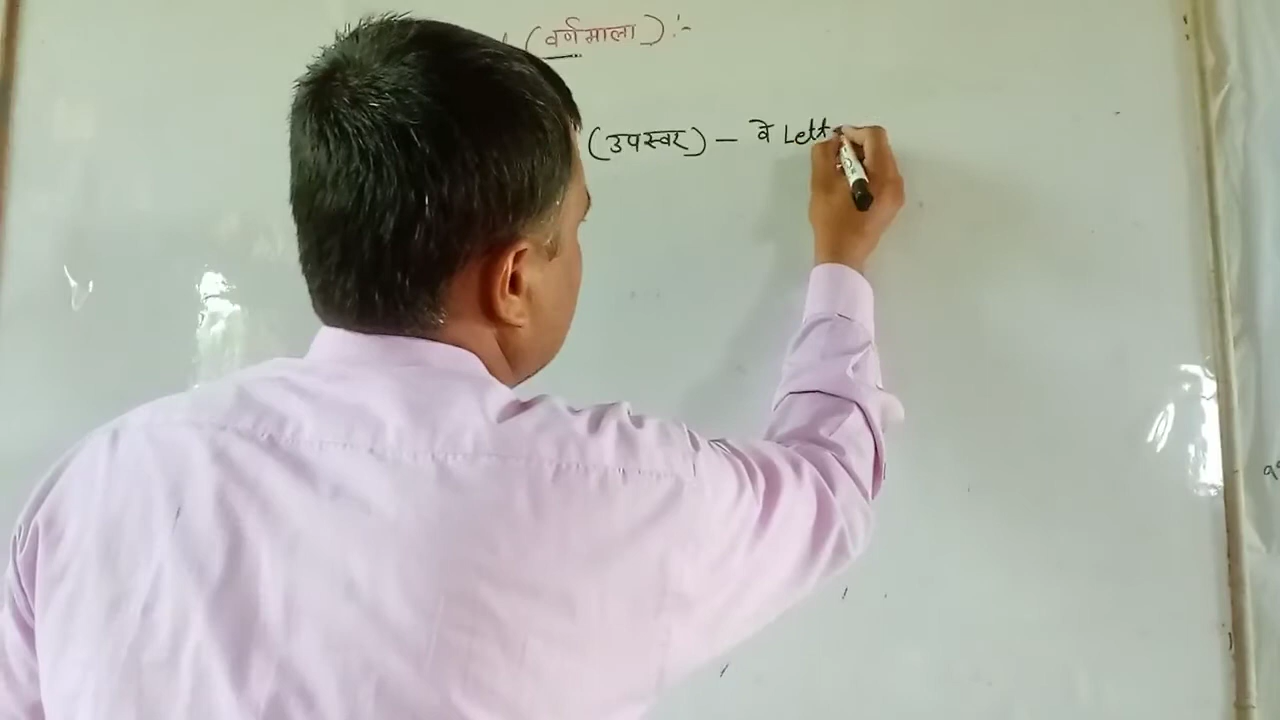 (वर्णमाला) :-
(उपस्वर) – वे Lett